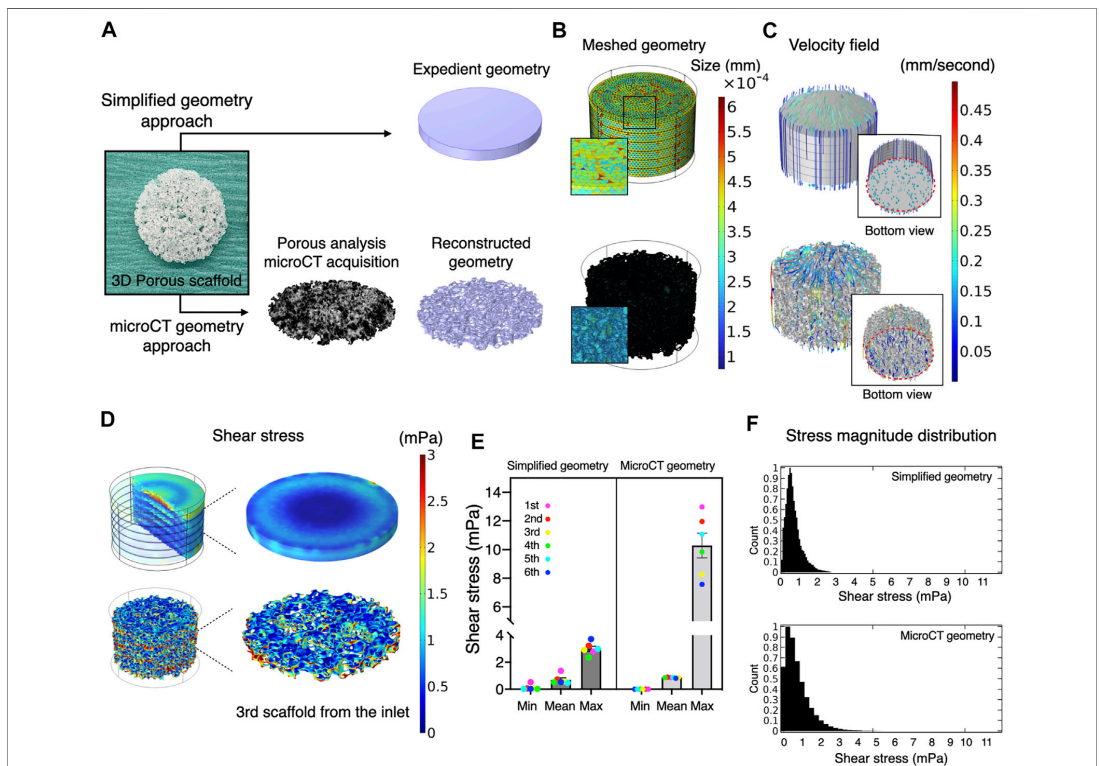 A
Simplified geometry
approach
Expedient geometry
3D Porous scaffold
microCT geometry
approach
Porous analysis
microCT acquisition
Reconstructed
geometry
B
Meshed geometry
Size (mm)
×10⁻⁴
6
5.5
5
4.5
4
3.5
3
2.5
2
1.5
1
C
Velocity field
(mm/second)
0.45
0.40
0.35
0.30
0.25
0.20
0.15
0.10
0.05
Bottom view
Bottom view
D
Shear stress
(mPa)
3
2.5
2
1.5
1
0.5
0
3rd scaffold from the inlet
E
Simplified geometry
MicroCT geometry
Shear stress (mPa)
14
12
10
8
6
4
2
0
1st
2nd
3rd
4th
5th
6th
Min Mean Max
Min Mean Max
F
Stress magnitude distribution
Simplified geometry
Count
1
0.9
0.8
0.7
0.6
0.5
0.4
0.3
0.2
0.1
0
0 1 2 3 4 5 6 7 8 9 10 11
Shear stress (mPa)
MicroCT geometry
Count
1
0.9
0.8
0.7
0.6
0.5
0.4
0.3
0.2
0.1
0
0 1 2 3 4 5 6 7 8 9 10 11
Shear stress (mPa)